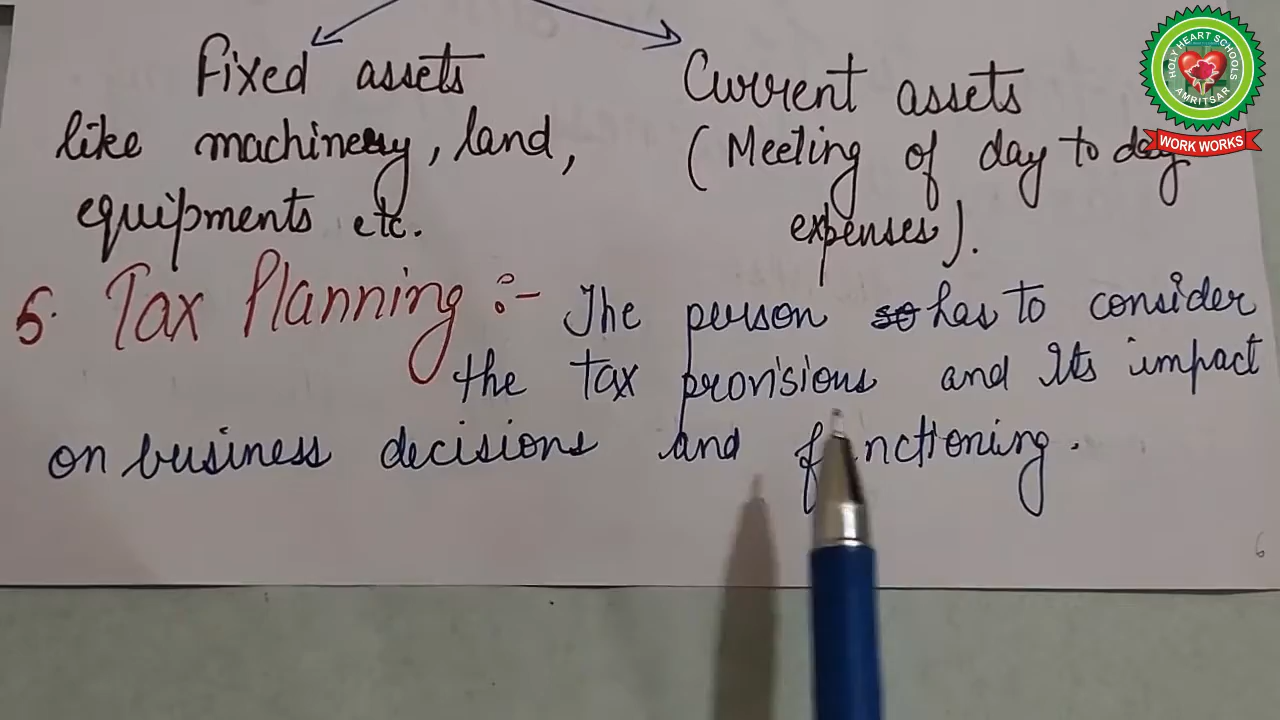 Fixed assets
like machinery, land,
equipments etc.
Current assets
(Meeting of day to day
expenses).
5. Tax Planning :- The person so has to consider
the tax provisions and Its impact
on business decisions and functioning.
6
HOLY HEART SCHOOLS
AMRITSAR
WORK WORKS